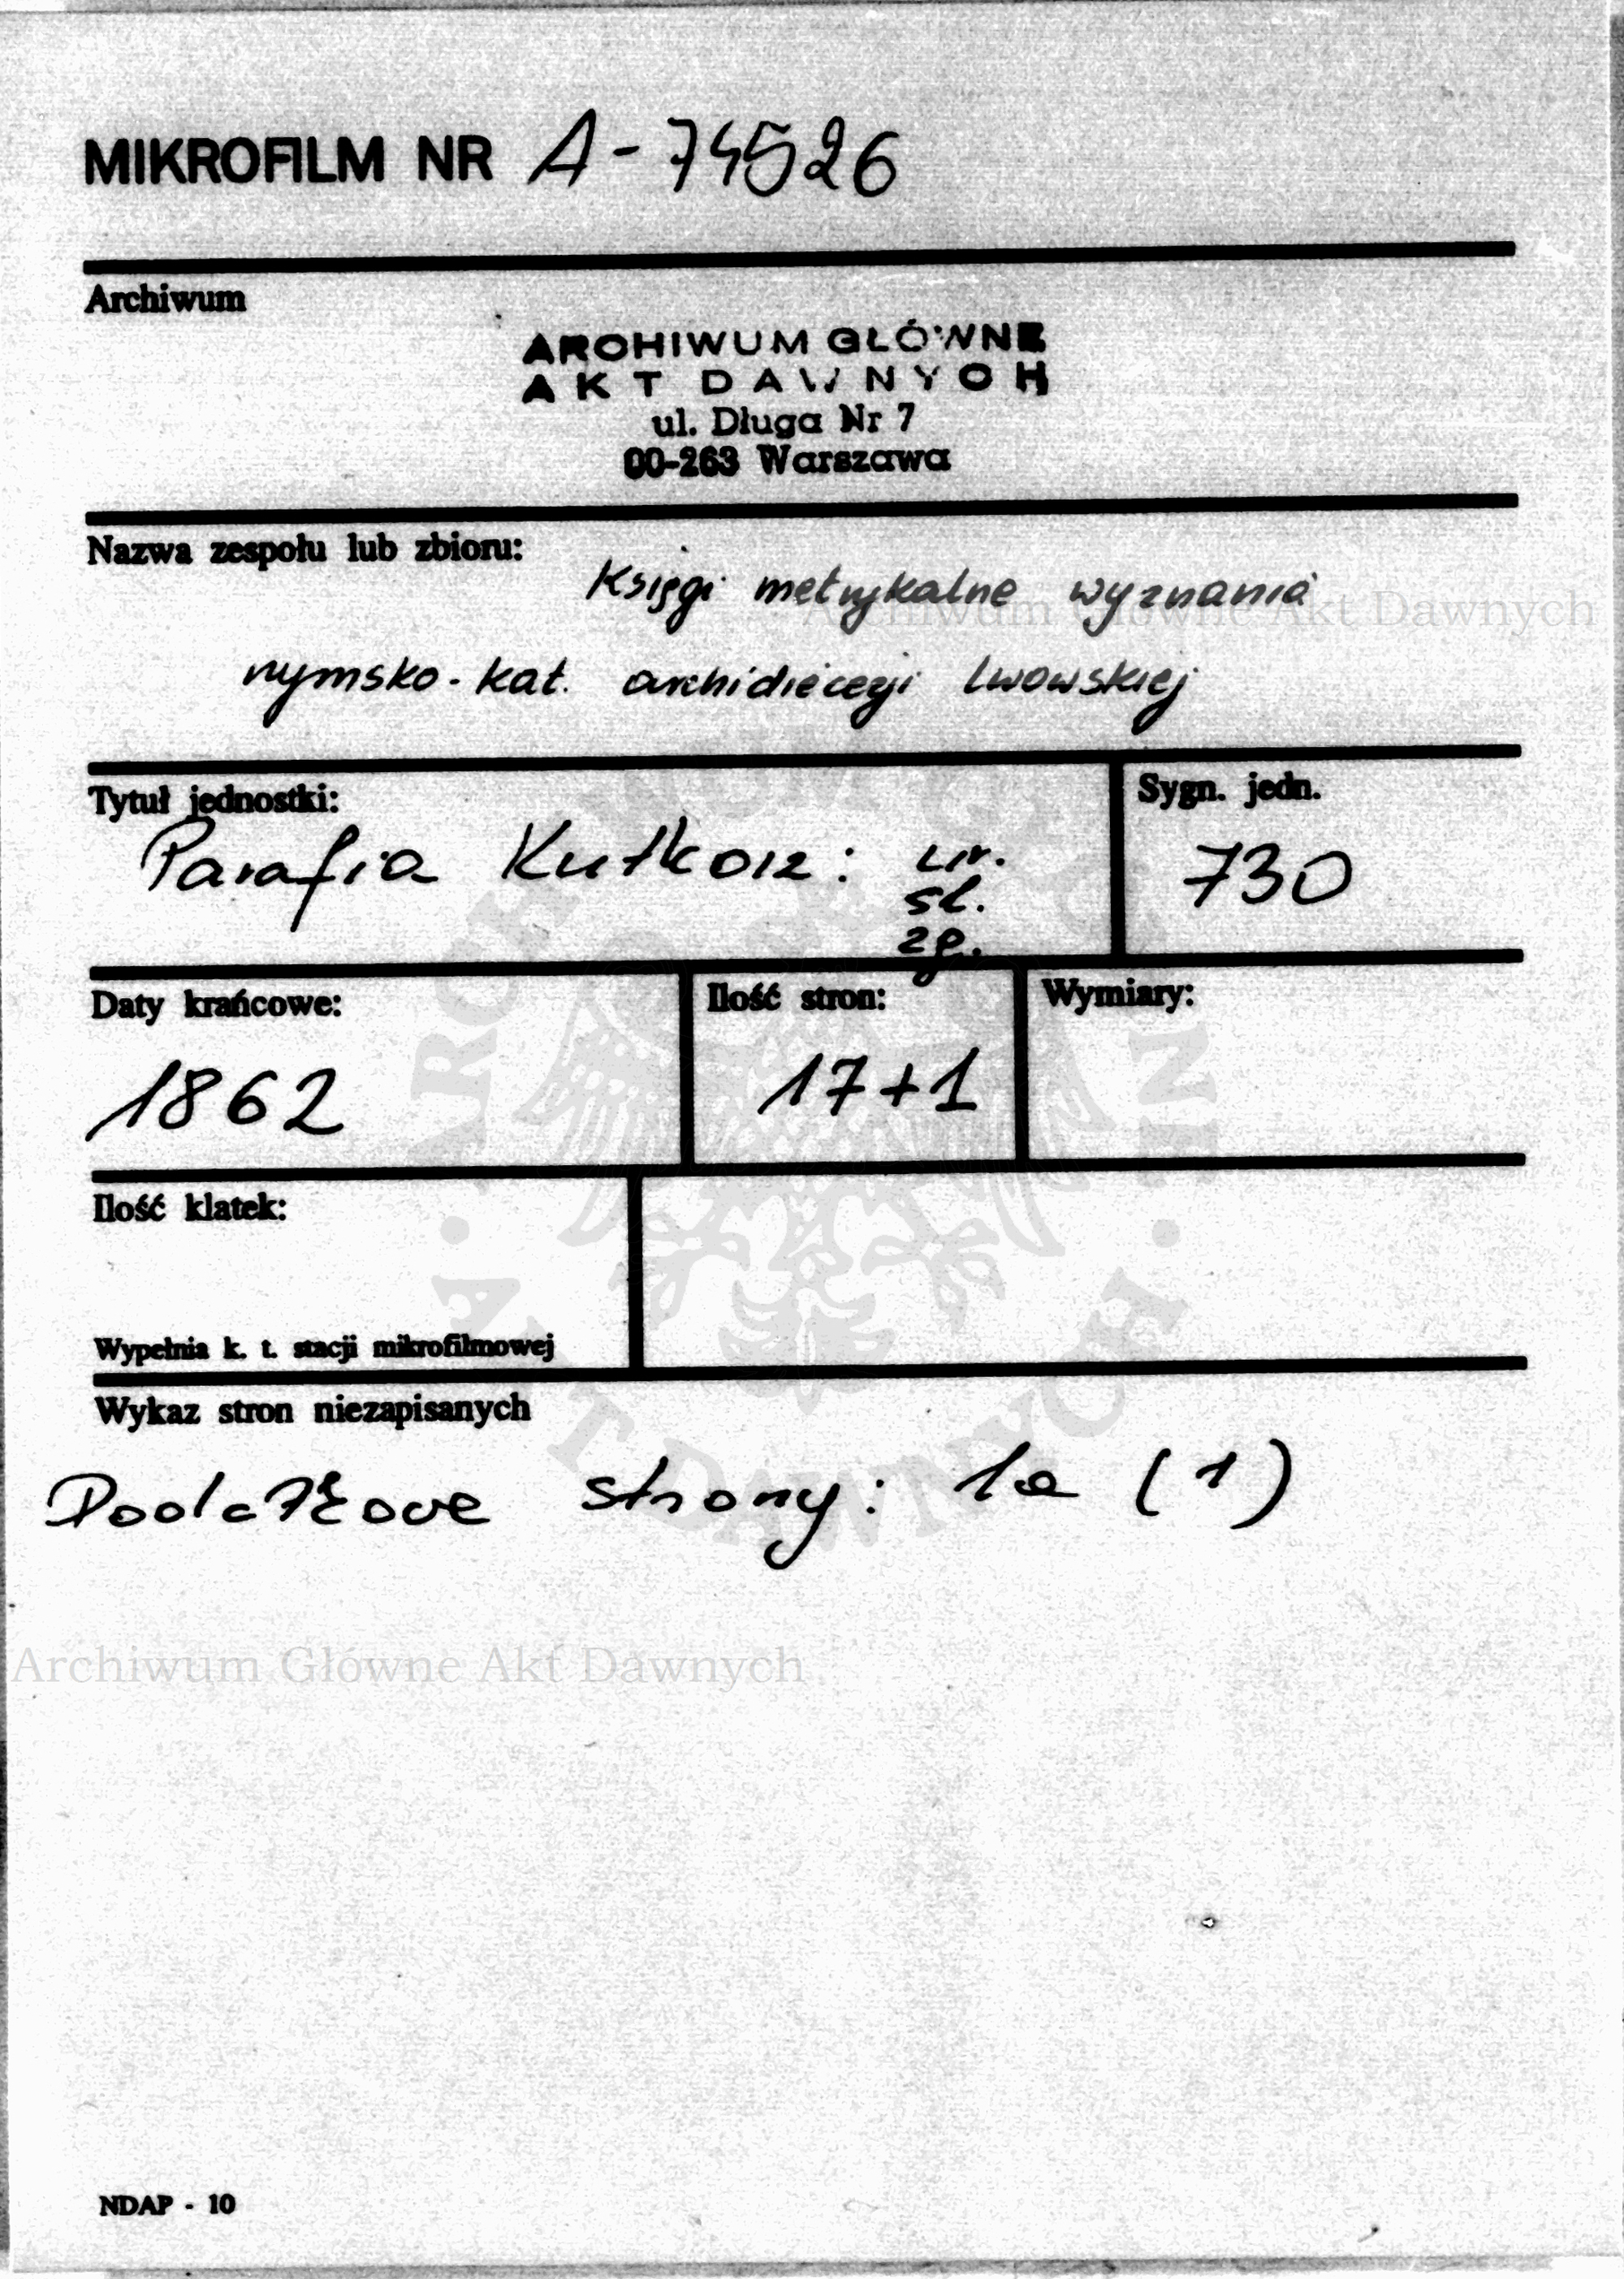 MIKROFILM NR A-74526
Archiwum
ARCHIWUM GŁÓWNE
AKT DAWNYCH
ul. Długa Nr 7
00-263 Warszawa
Nazwa zespołu lub zbioru:
Księgi metrykalne wyznania
Archiwum Główne Akt Dawnych
rymsko-kat. archidiecezji Lwowskiej
Tytuł jednostki:
Sygn. jedn.
Parafia Kutkorz: ur.
730
śl.
zg.
Daty krańcowe:
Ilość stron:
Wymiary:
1862
17+1
Ilość klatek:
Wypełnia k. t. stacji mikrofilmowej
Wykaz stron niezapisanych
Dodatkowe strony: 1a (1)
Archiwum Główne Akt Dawnych
NDAP - 10